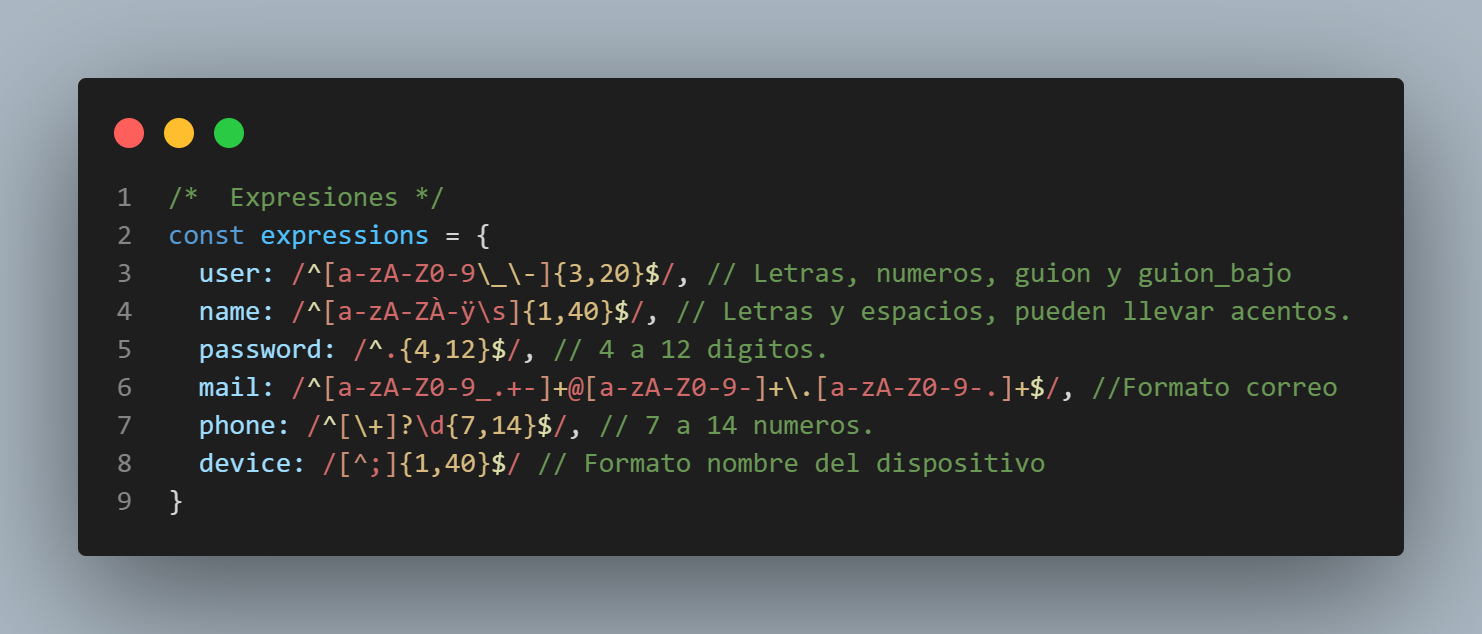 1 /*  Expresiones */
2 const expressions = {
3   user: /^[a-zA-Z0-9\_\-]{3,20}$/, // Letras, numeros, guion y guion_bajo
4   name: /^[a-zA-ZÀ-ÿ\s]{1,40}$/, // Letras y espacios, pueden llevar acentos.
5   password: /^.{4,12}$/, // 4 a 12 digitos.
6   mail: /^[a-zA-Z0-9_.+-]+@[a-zA-Z0-9-]+\.[a-zA-Z0-9-.]+$/, //Formato correo
7   phone: /^[\+]?\d{7,14}$/, // 7 a 14 numeros.
8   device: /[^;]{1,40}$/ // Formato nombre del dispositivo
9 }